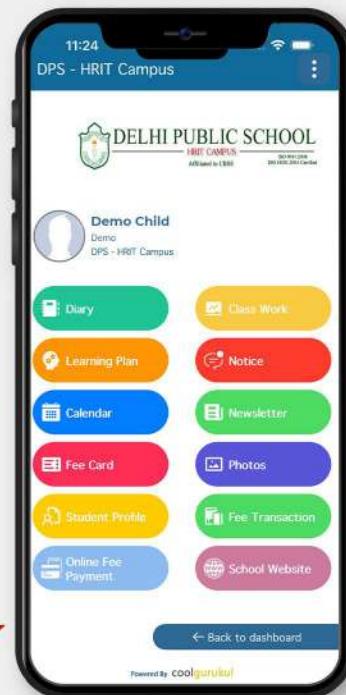 11:24
DPS - HRIT Campus
DELHI PUBLIC SCHOOL
HRIT CAMPUS
Affiliated to CBSE
Demo Child
Demo
DPS - HRIT Campus
Diary
Class Work
Learning Plan
Notice
Calendar
Newsletter
Fee Card
Photos
Student Profile
Fee Transaction
Online Fee
Payment
School Website
← Back to dashboard
Powered By coolgurukul